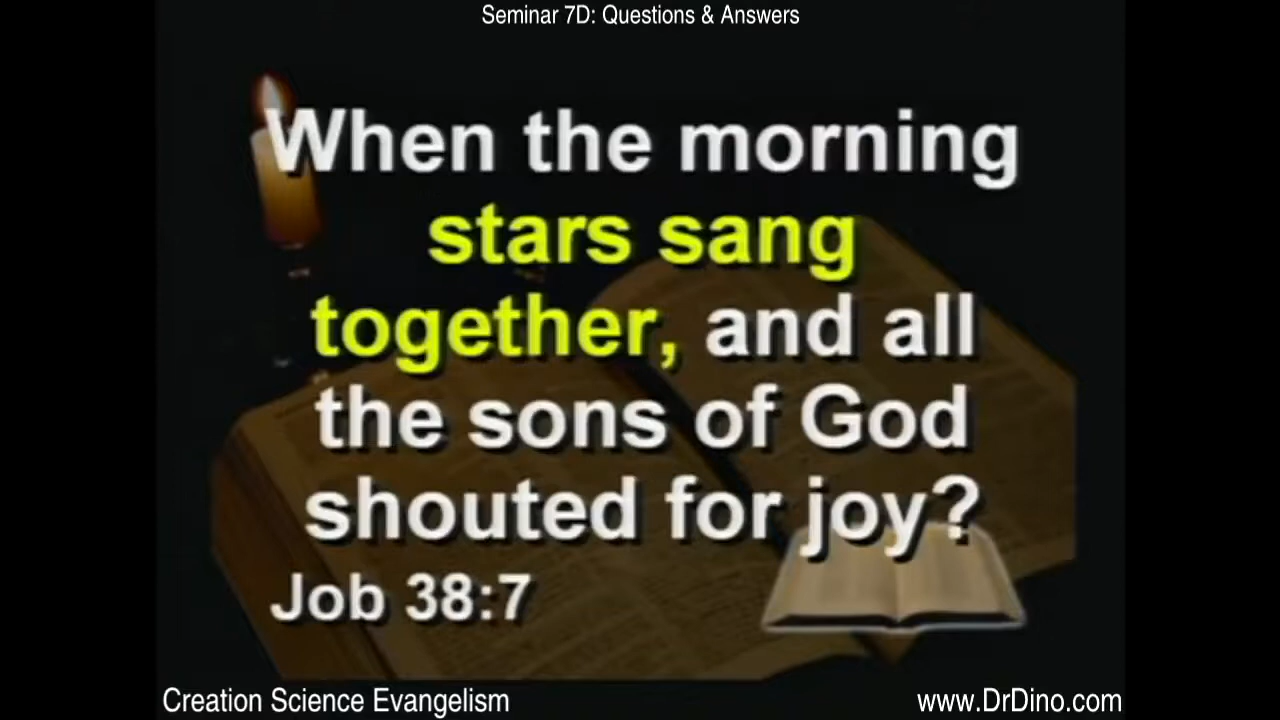 Seminar 7D: Questions & Answers
When the morning
stars sang
together, and all
the sons of God
shouted for joy?
Job 38:7
Creation Science Evangelism
www.DrDino.com